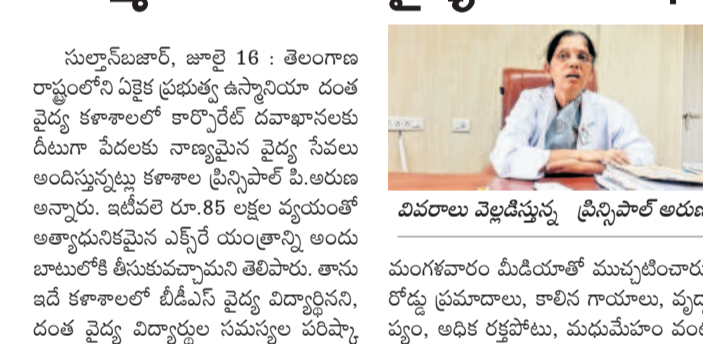 సుల్తాన్‌బజార్, జూలై 16 : తెలంగాణ
రాష్ట్రంలోని ఏకైక ప్రభుత్వ ఉస్మానియా దంత
వైద్య కళాశాలలో కార్పొరేట్ దవాఖానలకు
దీటుగా పేదలకు నాణ్యమైన వైద్య సేవలు
అందిస్తున్నట్లు కళాశాల ప్రిన్సిపాల్ పి.అరుణ
అన్నారు. ఇటీవలె రూ.85 లక్షల వ్యయంతో
అత్యాధునికమైన ఎక్స్‌రే యంత్రాన్ని అందు
బాటులోకి తీసుకువచ్చామని తెలిపారు. తాను
ఇదే కళాశాలలో బీడీఎస్ వైద్య విద్యార్థినని,
దంత వైద్య విద్యార్థుల సమస్యల పరిష్కా
వివరాలు వెల్లడిస్తున్న ప్రిన్సిపాల్ అరుణ
మంగళవారం మీడియాతో ముచ్చటించారు
రోడ్డు ప్రమాదాలు, కాలిన గాయాలు,
ప్యం, అధిక రక్తపోటు, మధుమేహం